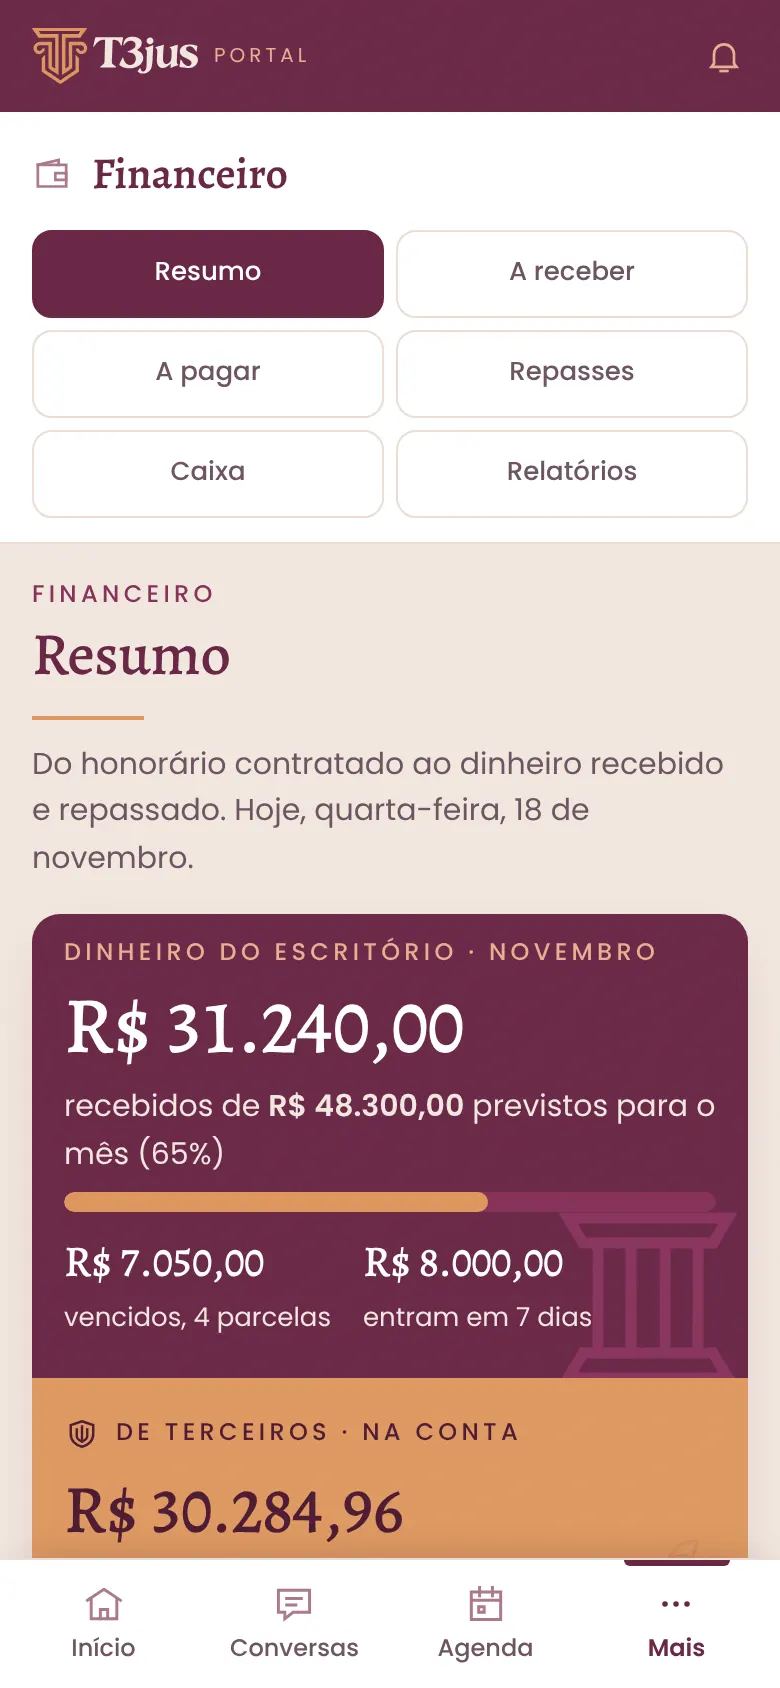 T3jus PORTAL
Financeiro
Resumo
A receber
A pagar
Repasses
Caixa
Relatórios
FINANCEIRO
Resumo
Do honorário contratado ao dinheiro recebido
e repassado. Hoje, quarta-feira, 18 de
novembro.
DINHEIRO DO ESCRITÓRIO · NOVEMBRO
R$ 31.240,00
recebidos de R$ 48.300,00 previstos para o
mês (65%)
R$ 7.050,00
vencidos, 4 parcelas
R$ 8.000,00
entram em 7 dias
DE TERCEIROS · NA CONTA
R$ 30.284,96
Início
Conversas
Agenda
Mais